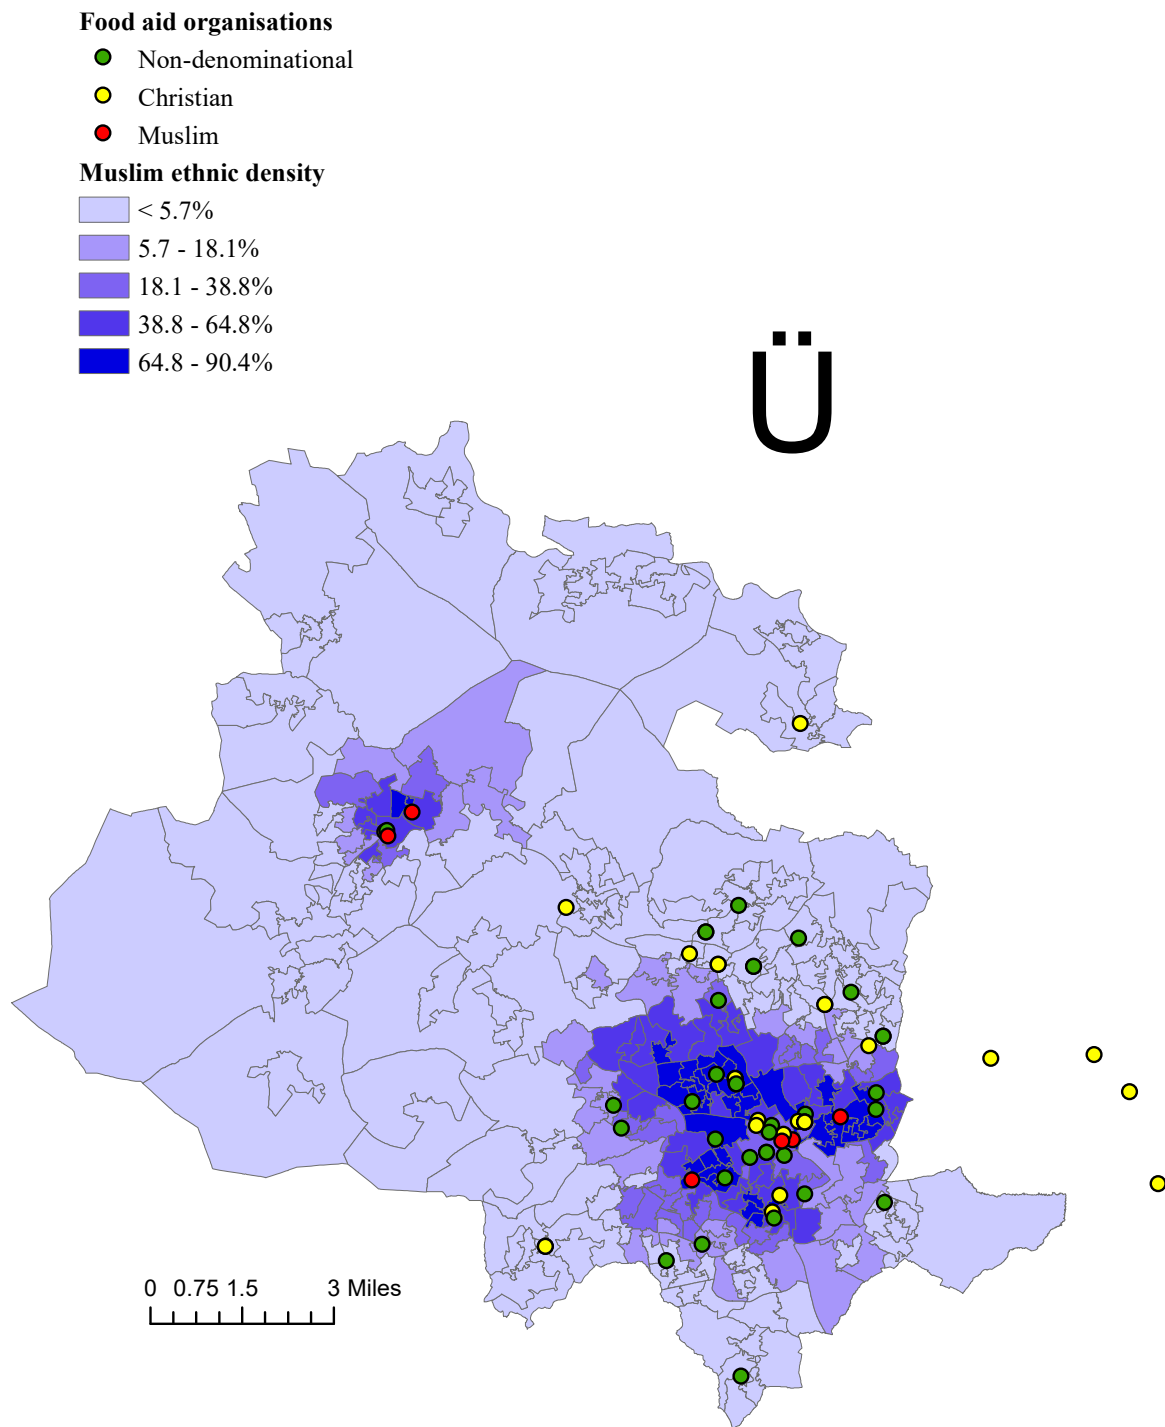 Food aid organisations
Non-denominational
Christian
Muslim
Muslim ethnic density
< 5.7%
5.7 - 18.1%
18.1 - 38.8%
38.8 - 64.8%
64.8 - 90.4%
Ü
0 0.75 1.5 3 Miles